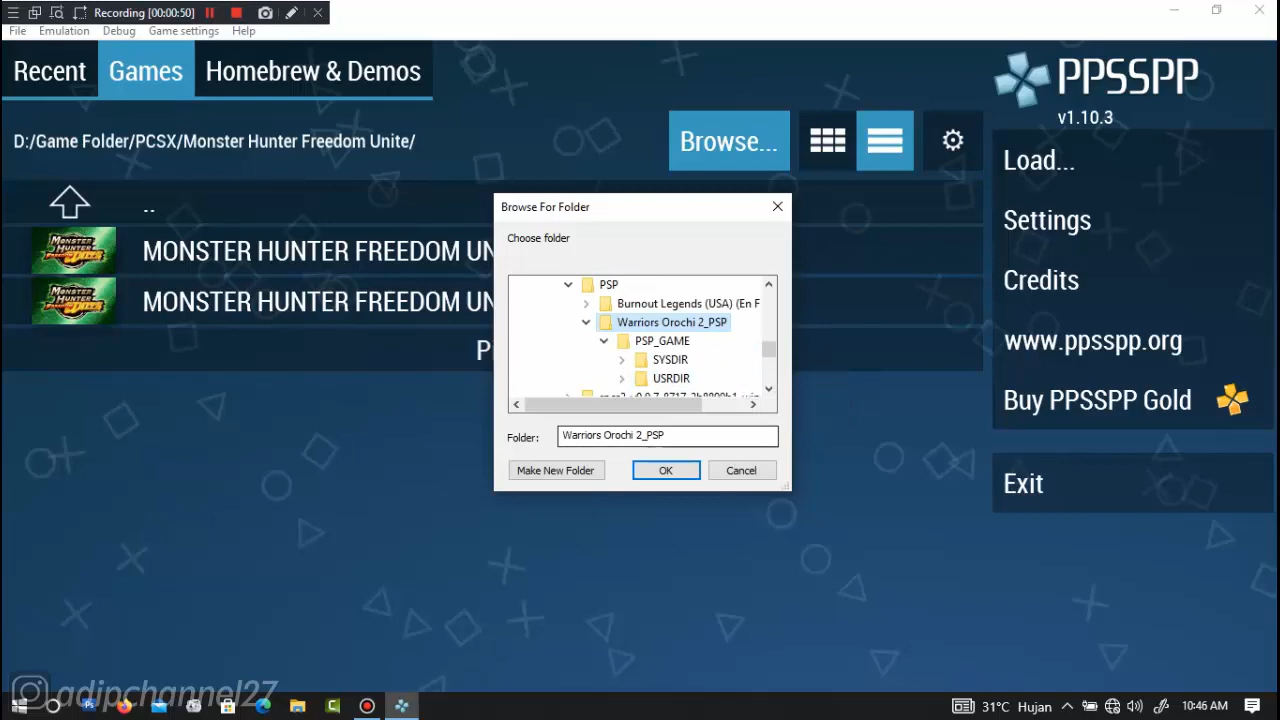 Recording [00:00:50]
File Emulation Debug Game settings Help
Recent Games Homebrew & Demos
PPSSPP
v1.10.3
D:/Game Folder/PCSX/Monster Hunter Freedom Unite/
Browse...
Load...
..
Browse For Folder
Settings
Choose folder
MONSTER HUNTER FREEDOM UN
Credits
PSP
MONSTER HUNTER FREEDOM UN
Burnout Legends (USA) (En F
Warriors Orochi 2_PSP
www.ppsspp.org
PSP_GAME
Pi
SYSDIR
USRDIR
Buy PPSSPP Gold
Folder: Warriors Orochi 2_PSP
Make New Folder OK Cancel
Exit
adipchannel27
31°C Hujan 10:46 AM